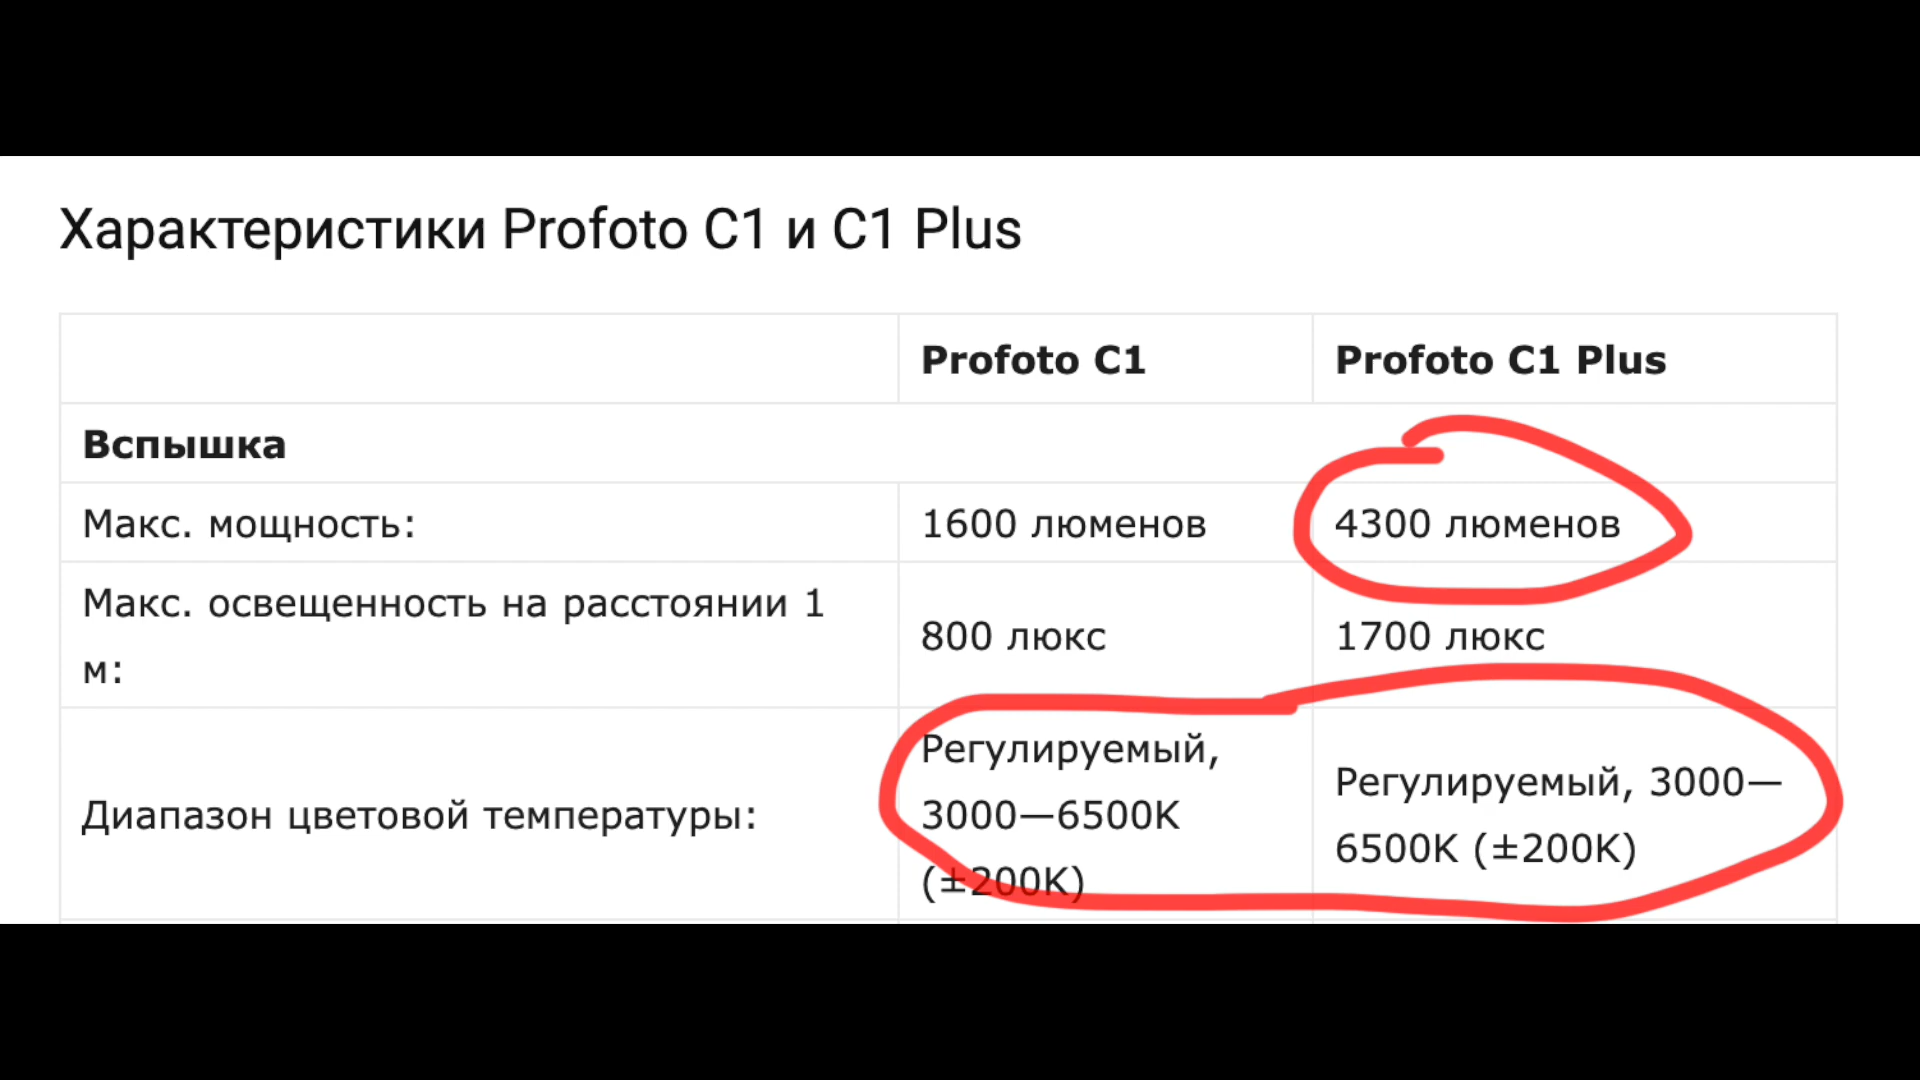 Характеристики Profoto C1 и C1 Plus
Profoto C1 Profoto C1 Plus
Вспышка
Макс. мощность: 1600 люменов 4300 люменов
Макс. освещенность на расстоянии 1
м:
800 люкс 1700 люкс
Диапазон цветовой температуры:
Регулируемый,
3000—6500K
(±200K)
Регулируемый, 3000—
6500K (±200K)